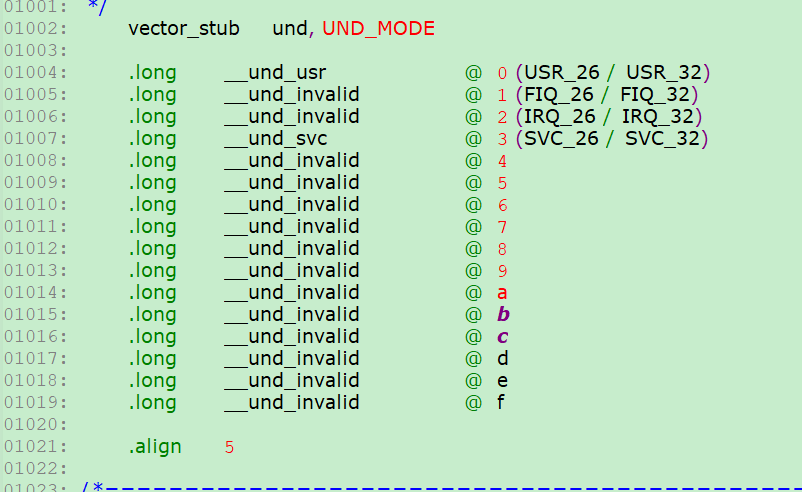 01001: */
01002: vector_stub und, UND_MODE
01003:
01004: .long __und_usr @ 0 (USR_26 / USR_32)
01005: .long __und_invalid @ 1 (FIQ_26 / FIQ_32)
01006: .long __und_invalid @ 2 (IRQ_26 / IRQ_32)
01007: .long __und_svc @ 3 (SVC_26 / SVC_32)
01008: .long __und_invalid @ 4
01009: .long __und_invalid @ 5
01010: .long __und_invalid @ 6
01011: .long __und_invalid @ 7
01012: .long __und_invalid @ 8
01013: .long __und_invalid @ 9
01014: .long __und_invalid @ a
01015: .long __und_invalid @ b
01016: .long __und_invalid @ c
01017: .long __und_invalid @ d
01018: .long __und_invalid @ e
01019: .long __und_invalid @ f
01020:
01021: .align 5
01022:
01023: /*=============================================